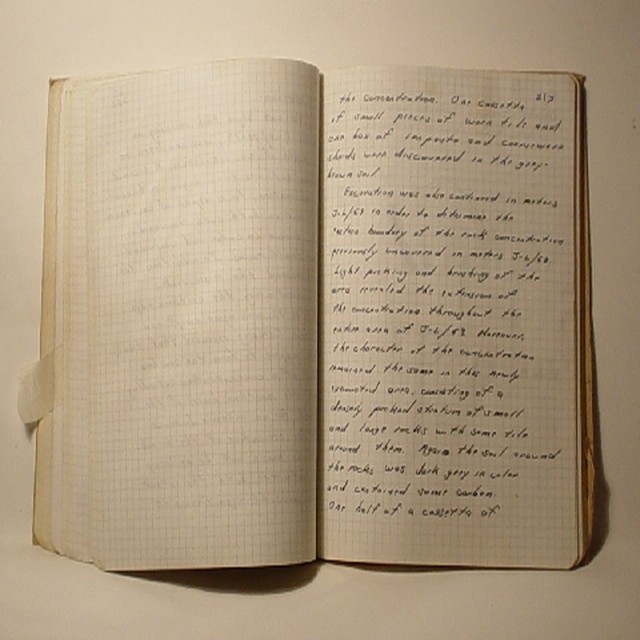 217
the concentration. One cassetta
of small pieces of worn tile and
one box of impasto and coarseware
sherds were discovered in the grey-
brown soil.
Excavation was also continued in meters
J-6/69 in order to determine the
boundary of the rock concentration
previously uncovered in meters J-6/68.
Light picking and brushing of the
area revealed the extension of
the concentration throughout the
entire area of J-6/69. Moreover,
the character of the concentration
remained the same in this newly
excavated area, consisting of a
densely packed stratum of small
and large rocks with some tile
around them. Again the soil around
the rocks was dark grey in color
and contained some carbon.
One half of a cassetta of